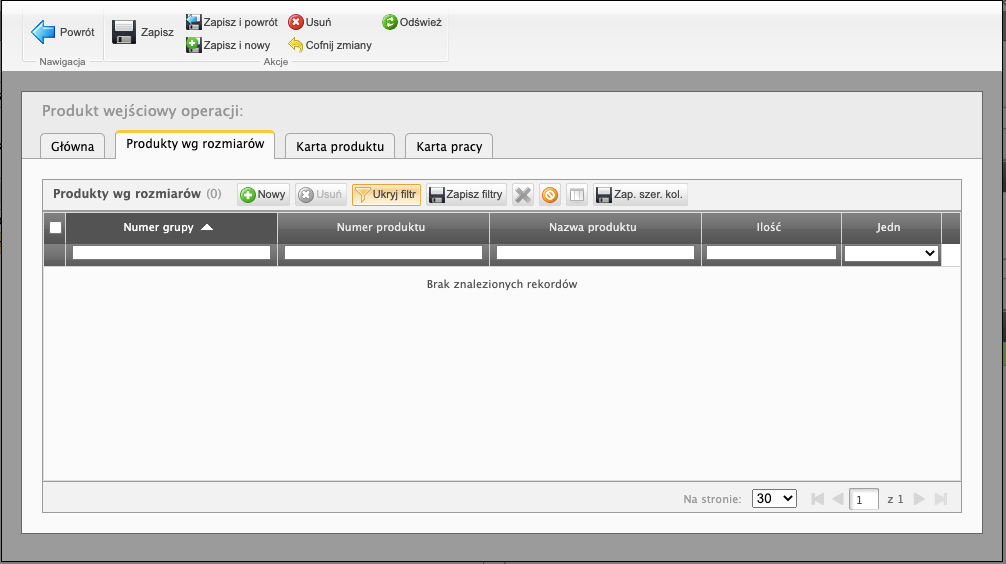 Powrót
Zapisz
Zapisz i powrót
Usuń
Odśwież
Zapisz i nowy
Cofnij zmiany
Nawigacja
Akcje
Produkt wejściowy operacji:
Główna
Produkty wg rozmiarów
Karta produktu
Karta pracy
Produkty wg rozmiarów (0)
Nowy
Usuń
Ukryj filtr
Zapisz filtry
Zap. szer. kol.
Numer grupy
Numer produktu
Nazwa produktu
Ilość
Jedn
Brak znalezionych rekordów
Na stronie:
30
1
z 1